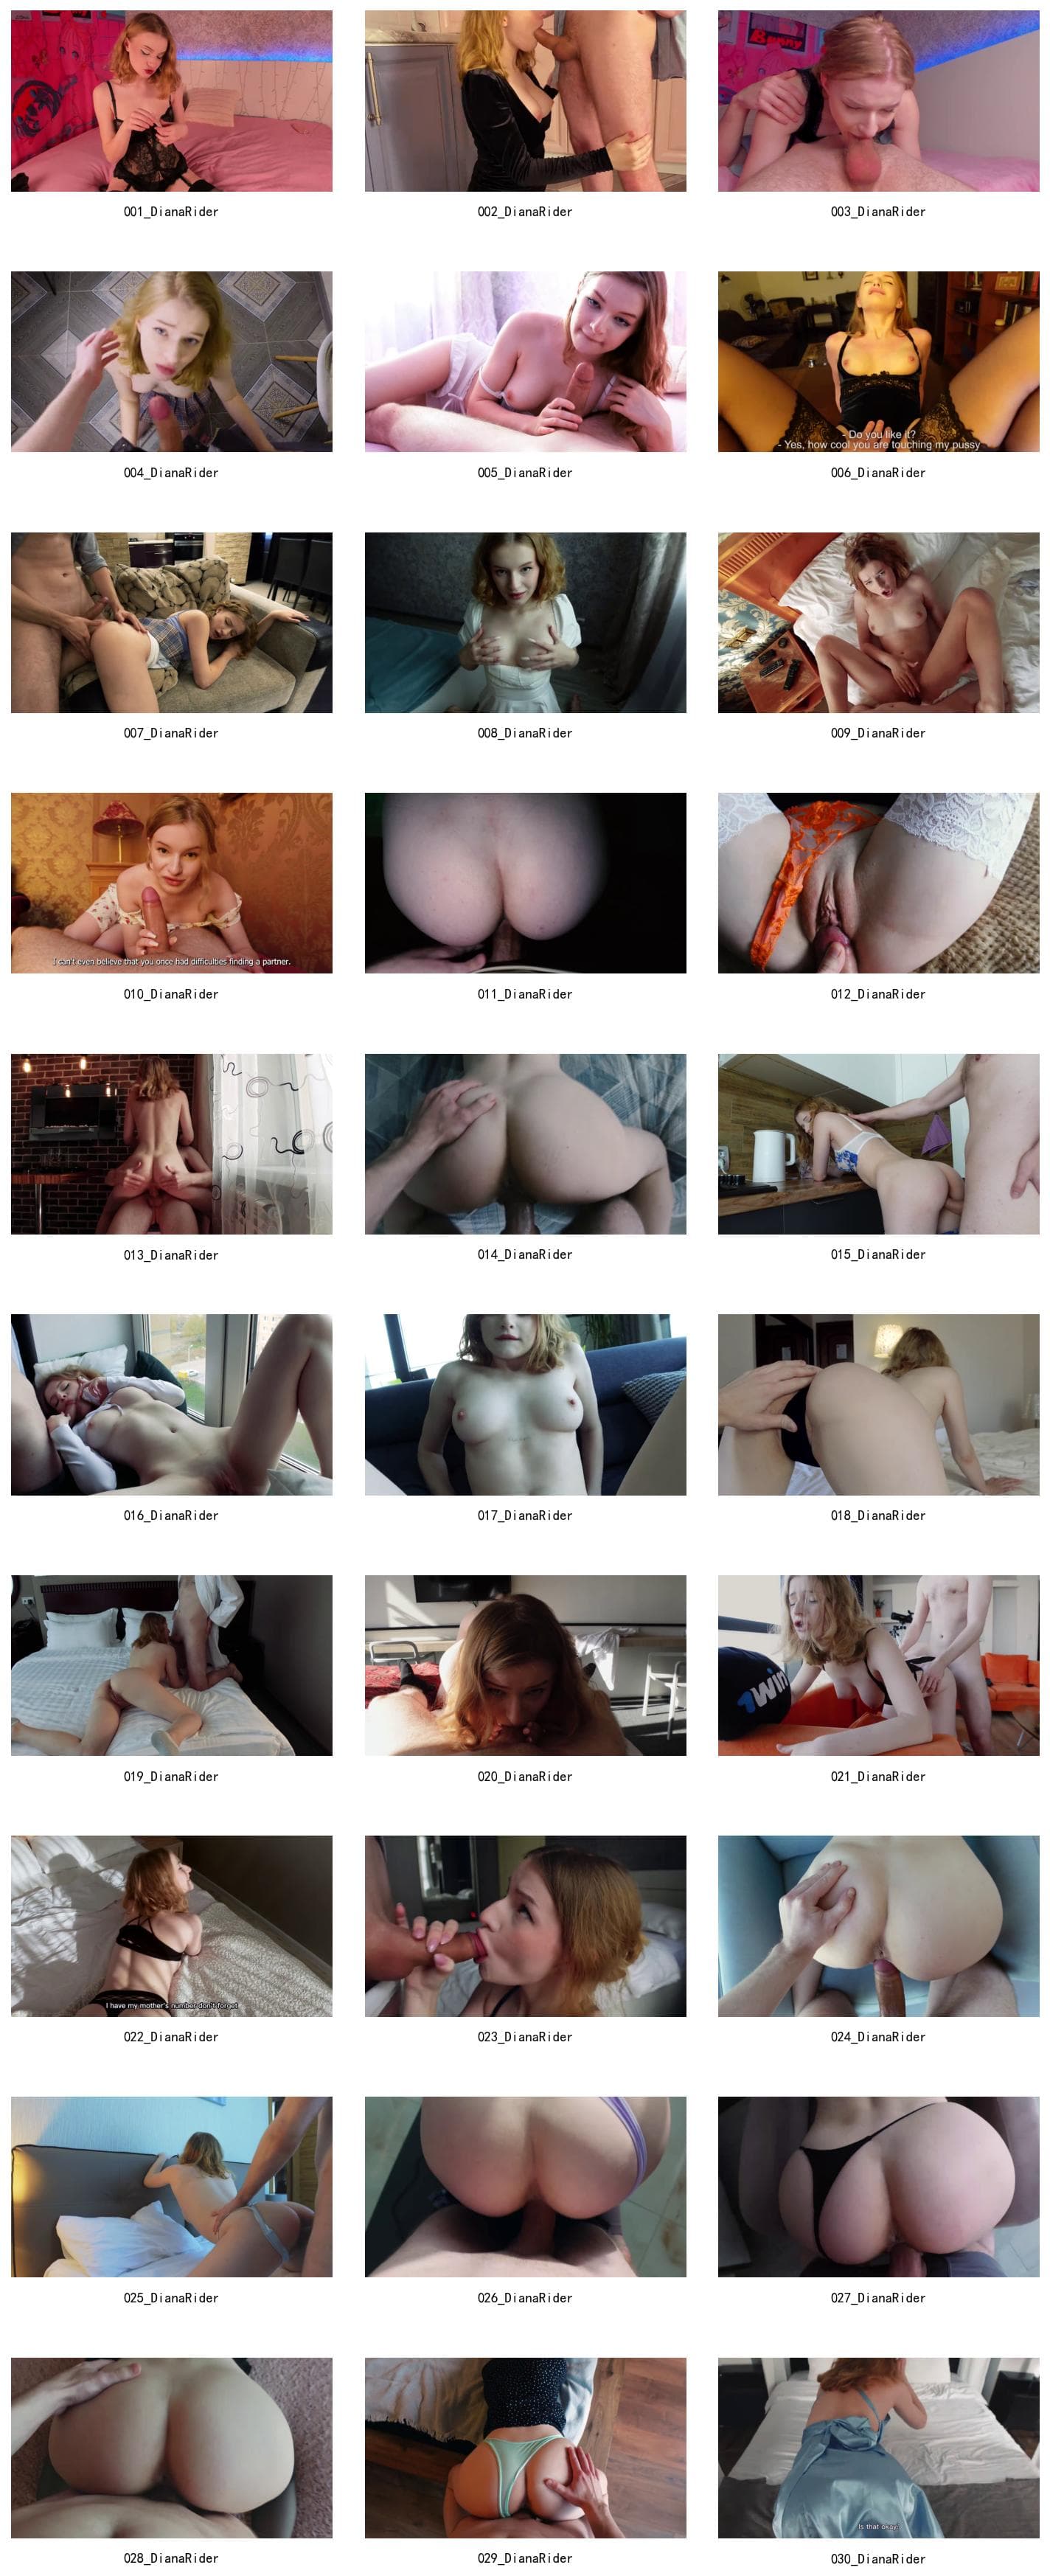 Bunny
001_DianaRider
002_DianaRider
003_DianaRider
- Do you like it?
- Yes, how cool you are touching my pussy
004_DianaRider
005_DianaRider
006_DianaRider
007_DianaRider
008_DianaRider
009_DianaRider
I can't even believe that you once had difficulties finding a partner.
010_DianaRider
011_DianaRider
012_DianaRider
013_DianaRider
014_DianaRider
015_DianaRider
016_DianaRider
017_DianaRider
018_DianaRider
1win
019_DianaRider
020_DianaRider
021_DianaRider
I have my mother's number don't forget
022_DianaRider
023_DianaRider
024_DianaRider
025_DianaRider
026_DianaRider
027_DianaRider
Is that okay?
028_DianaRider
029_DianaRider
030_DianaRider